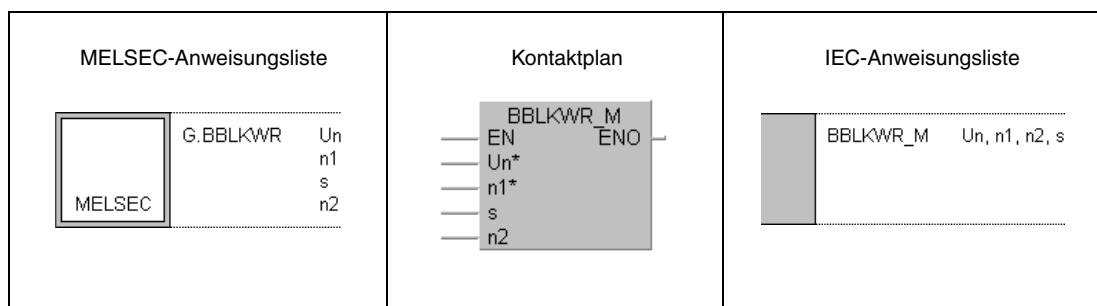 MELSEC-Anweisungsliste
MELSEC
G.BBLKWR Un
n1
s
n2
Kontaktplan
BBLKWR_M
EN ENO
Un*
n1*
s
n2
IEC-Anweisungsliste
BBLKWR_M Un, n1, n2, s